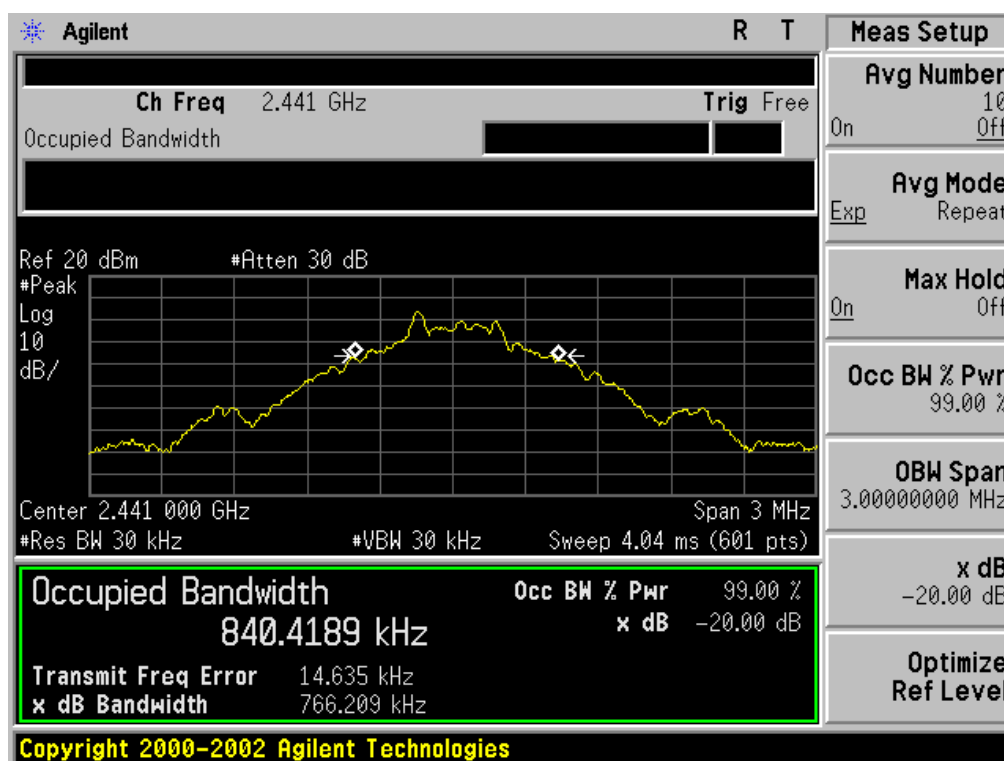 Agilent R T Meas Setup
Avg Number
10
On Off
Ch Freq 2.441 GHz Trig Free
Occupied Bandwidth
Avg Mode
Exp Repeat
Ref 20 dBm #Atten 30 dB
#Peak
Log
10
dB/
Max Hold
On Off
Occ BW % Pwr
99.00 %
OBW Span
3.00000000 MHz
Center 2.441 000 GHz Span 3 MHz
#Res BW 30 kHz #VBW 30 kHz Sweep 4.04 ms (601 pts)
x dB
-20.00 dB
Occupied Bandwidth Occ BW % Pwr 99.00 %
840.4189 kHz x dB -20.00 dB
Transmit Freq Error 14.635 kHz
x dB Bandwidth 766.209 kHz
Optimize
Ref Level
Copyright 2000-2002 Agilent Technologies